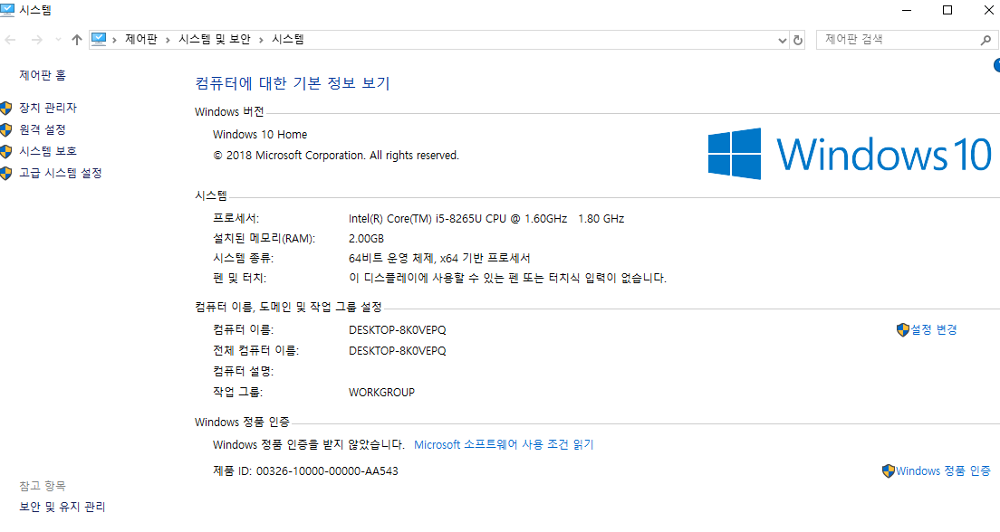 시스템
제어판 › 시스템 및 보안 › 시스템
제어판 검색
제어판 홈
장치 관리자
원격 설정
시스템 보호
고급 시스템 설정
컴퓨터에 대한 기본 정보 보기
Windows 버전
Windows 10 Home
© 2018 Microsoft Corporation. All rights reserved.
Windows 10
시스템
프로세서: Intel(R) Core(TM) i5-8265U CPU @ 1.60GHz 1.80 GHz
설치된 메모리(RAM): 2.00GB
시스템 종류: 64비트 운영 체제, x64 기반 프로세서
펜 및 터치: 이 디스플레이에 사용할 수 있는 펜 또는 터치식 입력이 없습니다.
컴퓨터 이름, 도메인 및 작업 그룹 설정
컴퓨터 이름: DESKTOP-8K0VEPQ 설정 변경
전체 컴퓨터 이름: DESKTOP-8K0VEPQ
컴퓨터 설명:
작업 그룹: WORKGROUP
Windows 정품 인증
Windows 정품 인증을 받지 않았습니다. Microsoft 소프트웨어 사용 조건 읽기
제품 ID: 00326-10000-00000-AA543 Windows 정품 인증
참고 항목
보안 및 유지 관리